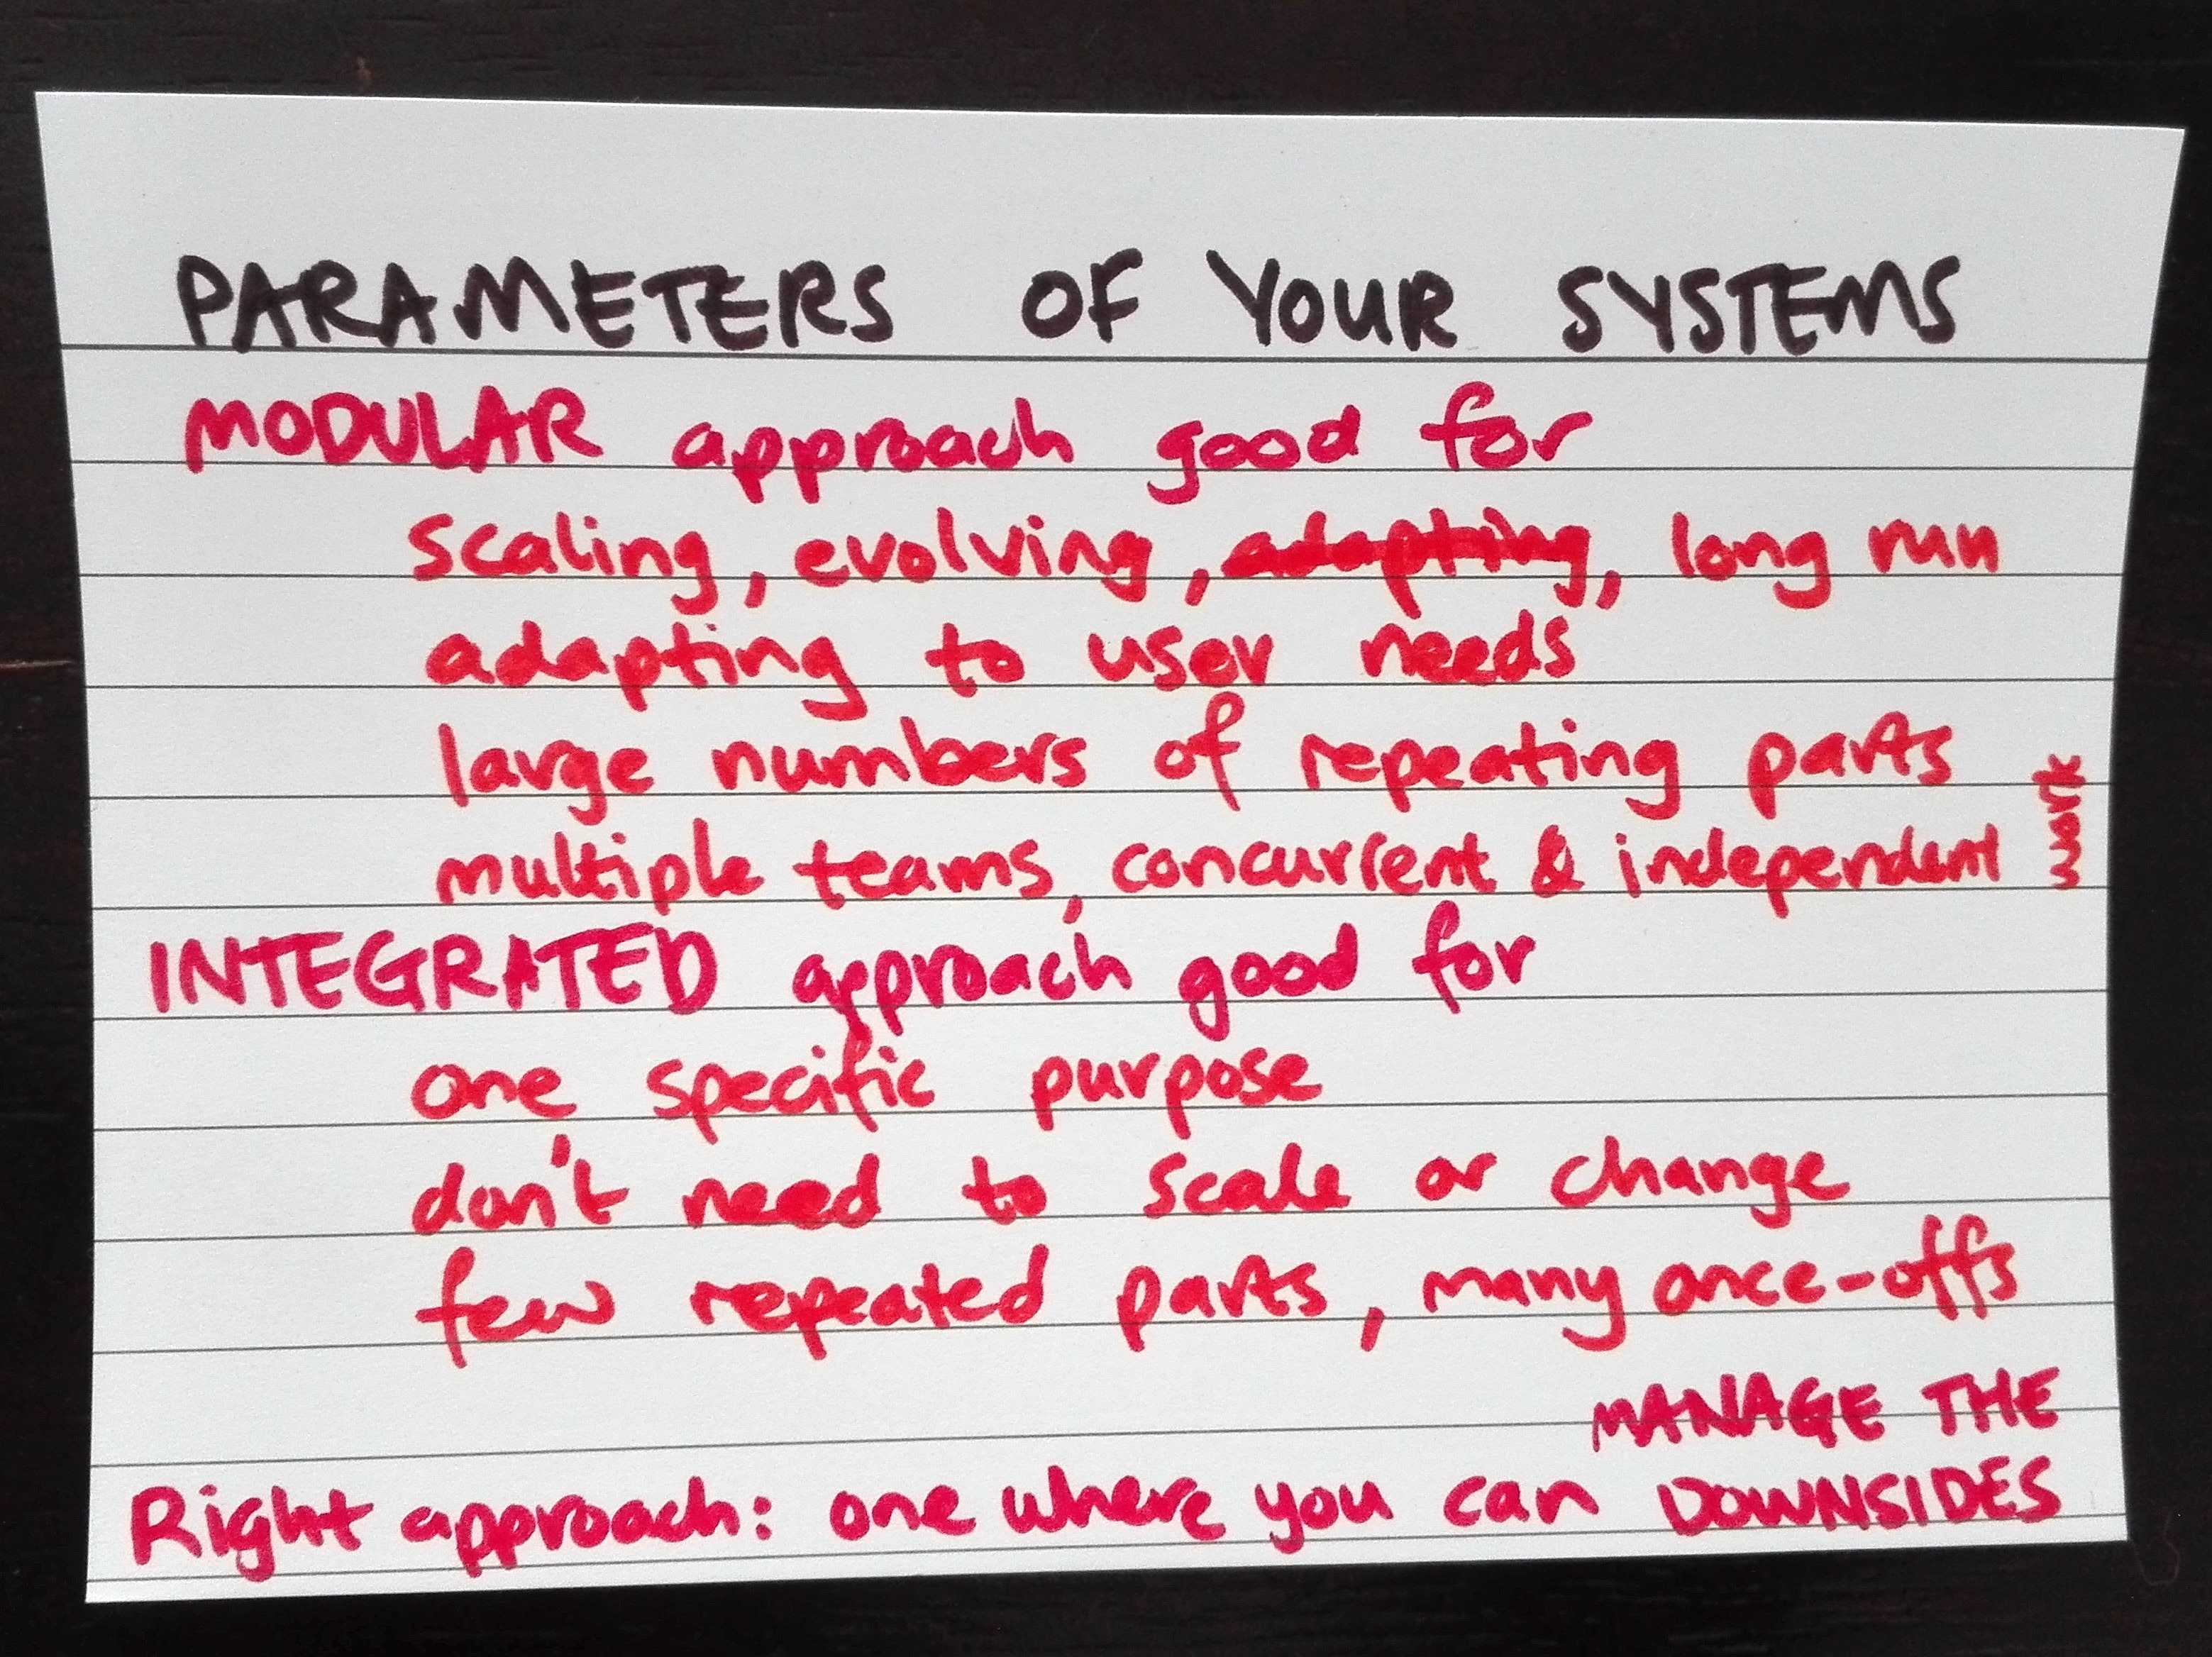 PARAMETERS OF YOUR SYSTEMS
MODULAR approach good for
scaling, evolving, adapting, long run
adapting to user needs
large numbers of repeating parts
multiple teams, concurrent & independent work
INTEGRATED approach good for
one specific purpose
don't need to scale or change
few repeated parts, many once-offs
Right approach: one where you can MANAGE THE
DOWNSIDES